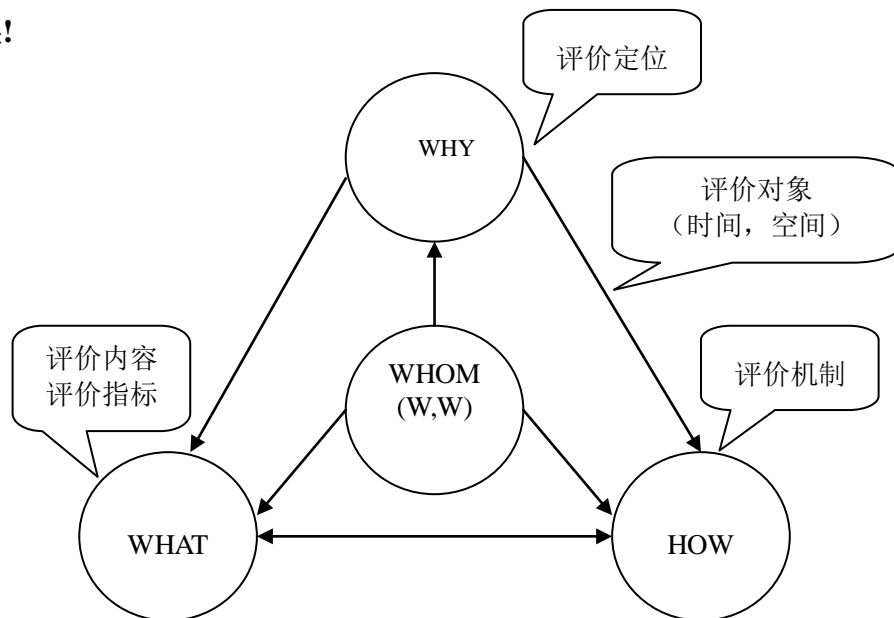 !
评价定位
WHY
评价对象
（时间，空间）
评价内容
评价指标
WHOM
(W,W)
评价机制
WHAT
HOW